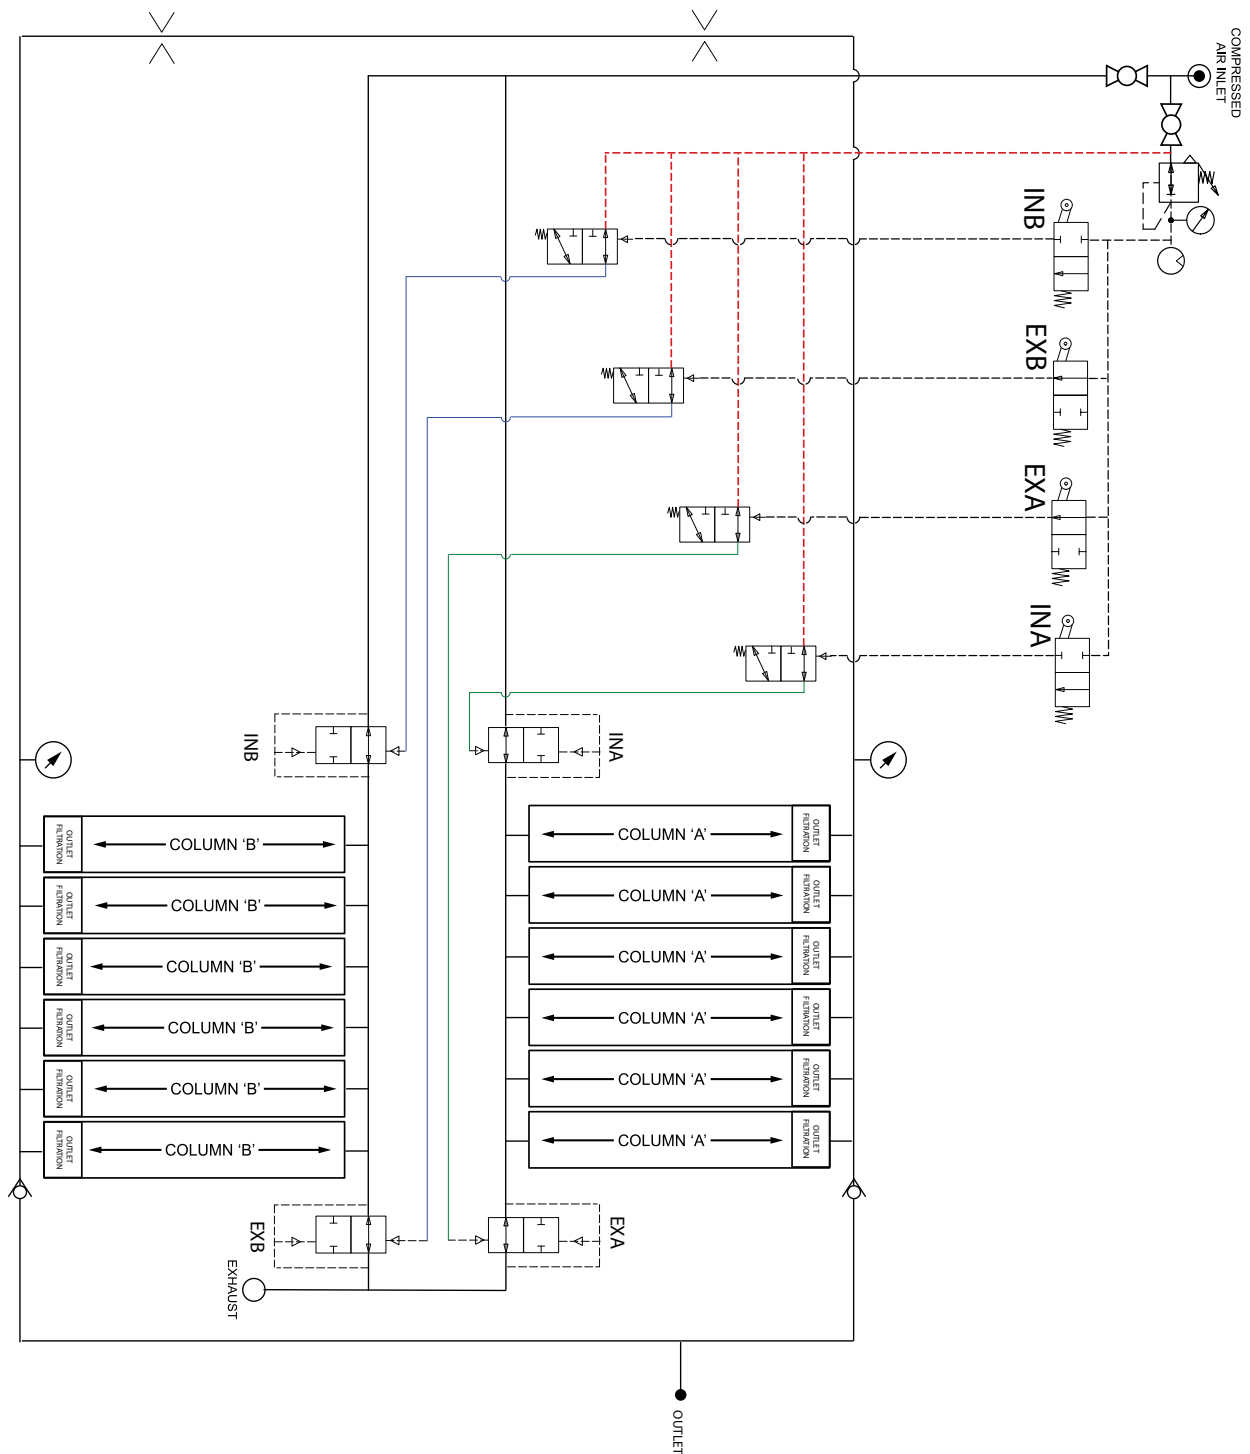 COMPRESSED
AIR INLET
INB
EXB
EXA
INA
INB
INA
OUTLET
FILTRATION
COLUMN 'B'
COLUMN 'A'
OUTLET
FILTRATION
OUTLET
FILTRATION
COLUMN 'B'
COLUMN 'A'
OUTLET
FILTRATION
OUTLET
FILTRATION
COLUMN 'B'
COLUMN 'A'
OUTLET
FILTRATION
OUTLET
FILTRATION
COLUMN 'B'
COLUMN 'A'
OUTLET
FILTRATION
OUTLET
FILTRATION
COLUMN 'B'
COLUMN 'A'
OUTLET
FILTRATION
OUTLET
FILTRATION
COLUMN 'B'
COLUMN 'A'
OUTLET
FILTRATION
EXB
EXA
EXHAUST
OUTLET